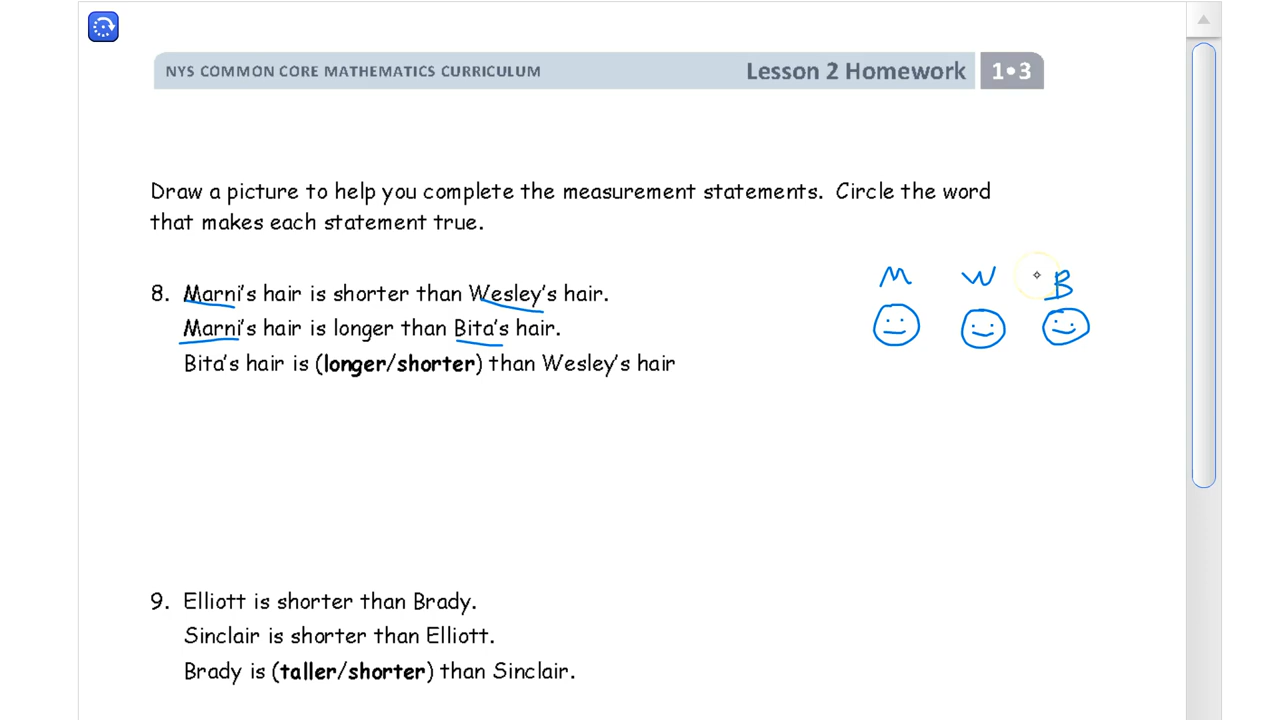 NYS COMMON CORE MATHEMATICS CURRICULUM Lesson 2 Homework 1•3
Draw a picture to help you complete the measurement statements. Circle the word
that makes each statement true.
M W B
8. Marni's hair is shorter than Wesley's hair.
Marni's hair is longer than Bita's hair.
Bita's hair is (longer/shorter) than Wesley's hair
9. Elliott is shorter than Brady.
Sinclair is shorter than Elliott.
Brady is (taller/shorter) than Sinclair.